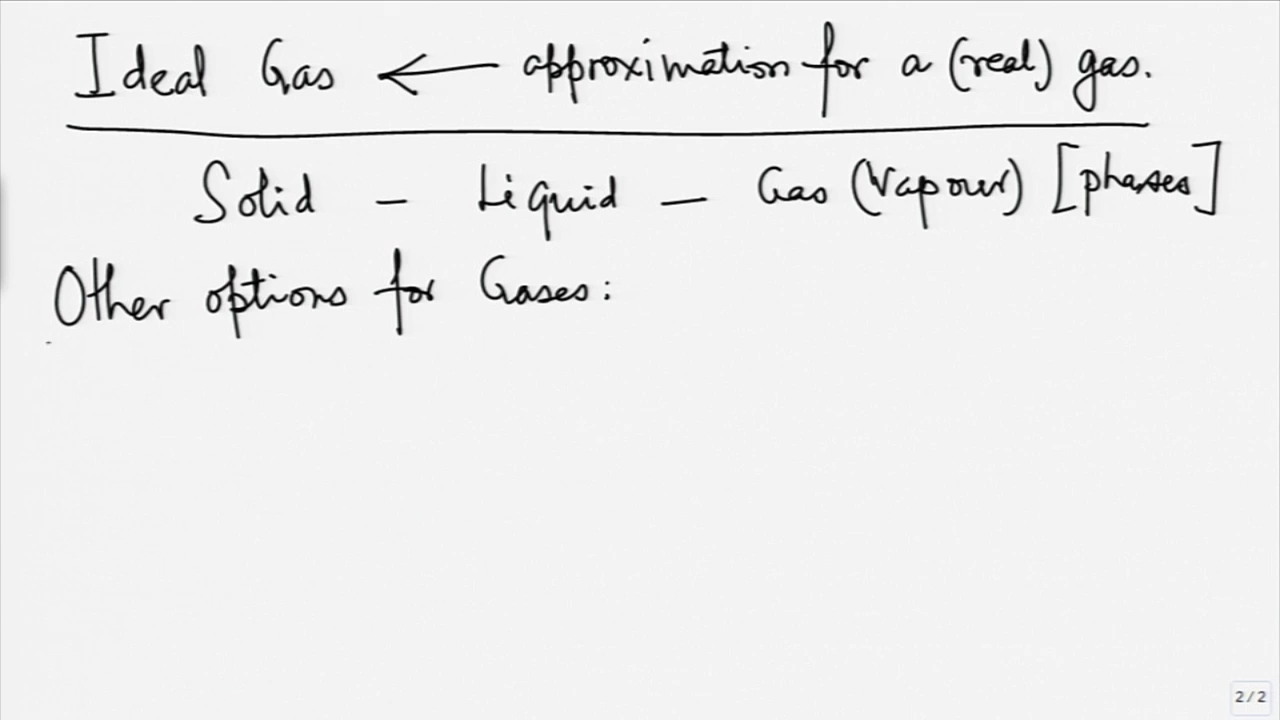 Ideal Gas ← approximation for a (real) gas.
Solid - Liquid - Gas (Vapour) [phases]
Other options for Gases:
2/2